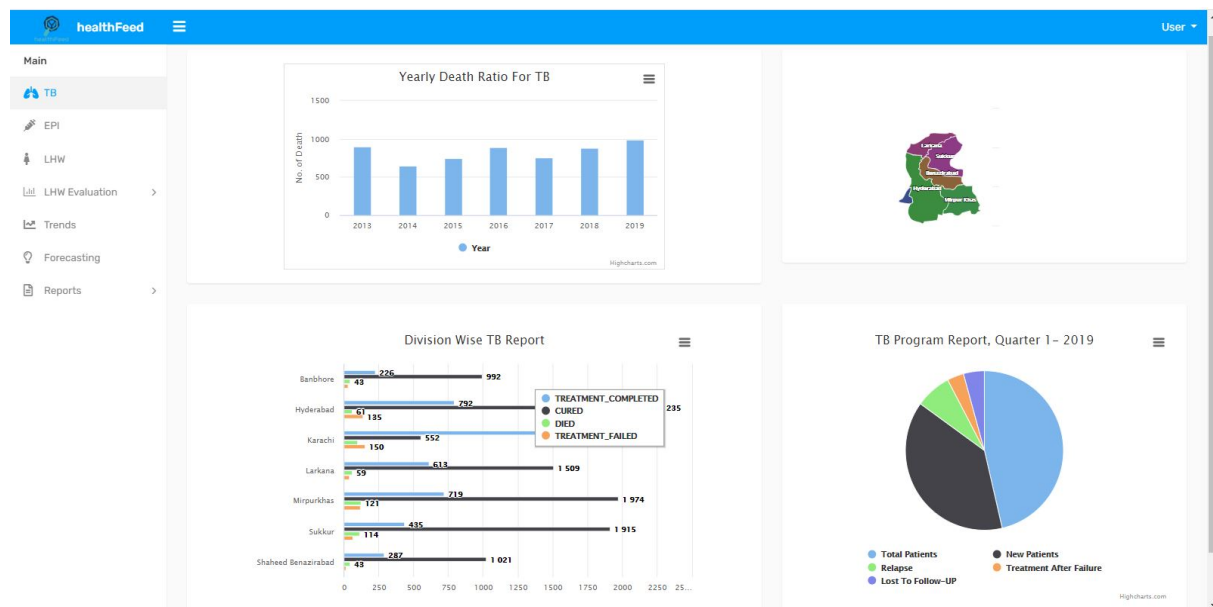 healthFeed
User
Main
TB
EPI
LHW
LHW Evaluation
Trends
Forecasting
Reports
Yearly Death Ratio For TB
No. of Death
1500
1000
500
0
2013 2014 2015 2016 2017 2018 2019
Year
Highcharts.com
Larkana
Sukkur
Benazirabad
Hyderabad
Mirpur Khas
Division Wise TB Report
Banbhore 226 992
43
Hyderabad 792 235
61
135
Karachi 552
150
Larkana 613 1 509
59
Mirpurkhas 719 1 974
121
Sukkur 435 1 915
114
Shaheed Benazirabad 287 1 021
43
TREATMENT_COMPLETED
CURED
DIED
TREATMENT_FAILED
0 250 500 750 1000 1250 1500 1750 2000 2250 25...
TB Program Report, Quarter 1- 2019
Total Patients New Patients
Relapse Treatment After Failure
Lost To Follow-UP
Highcharts.com